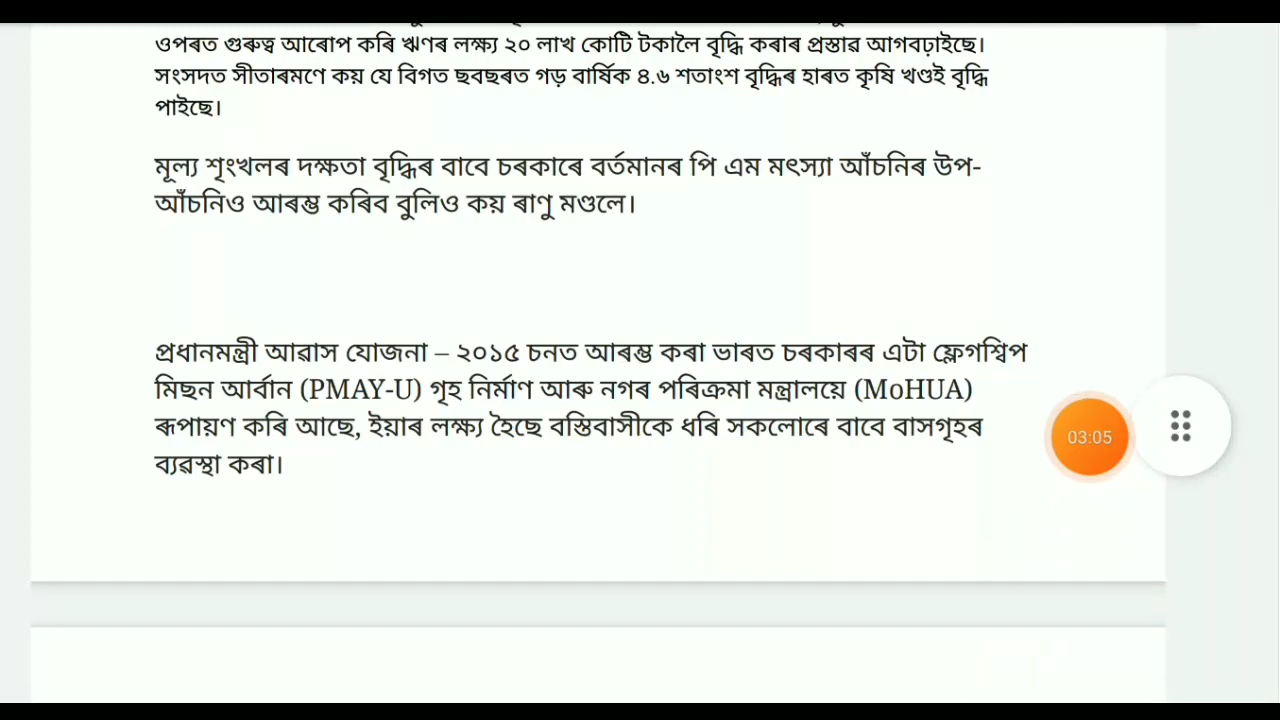 ওপৰত গুৰুত্ব আৰোপ কৰি ঋণৰ লক্ষ্য ২০ লাখ কোটি টকালৈ বৃদ্ধি কৰাৰ প্ৰস্তাৱ আগবঢ়াইছে।
সংসদত সীতাৰমণে কয় যে বিগত ছবছৰত গড় বাৰ্ষিক ৪.৬ শতাংশ বৃদ্ধিৰ হাৰত কৃষি খণ্ডই বৃদ্ধি
পাইছে।
মূল্য শৃংখলৰ দক্ষতা বৃদ্ধিৰ বাবে চৰকাৰে বৰ্তমানৰ পি এম মৎস্যা আঁচনিৰ উপ-
আঁচনিও আৰম্ভ কৰিব বুলিও কয় ৰাণু মণ্ডলে।
প্ৰধানমন্ত্ৰী আৱাস যোজনা – ২০১৫ চনত আৰম্ভ কৰা ভাৰত চৰকাৰৰ এটা ফ্লেগশ্বিপ
মিছন আৰ্বান (PMAY-U) গৃহ নিৰ্মাণ আৰু নগৰ পৰিক্ৰমা মন্ত্ৰালয়ে (MoHUA)
ৰূপায়ণ কৰি আছে, ইয়াৰ লক্ষ্য হৈছে বস্তিবাসীকে ধৰি সকলোৰে বাবে বাসগৃহৰ
ব্যৱস্থা কৰা।
03:05